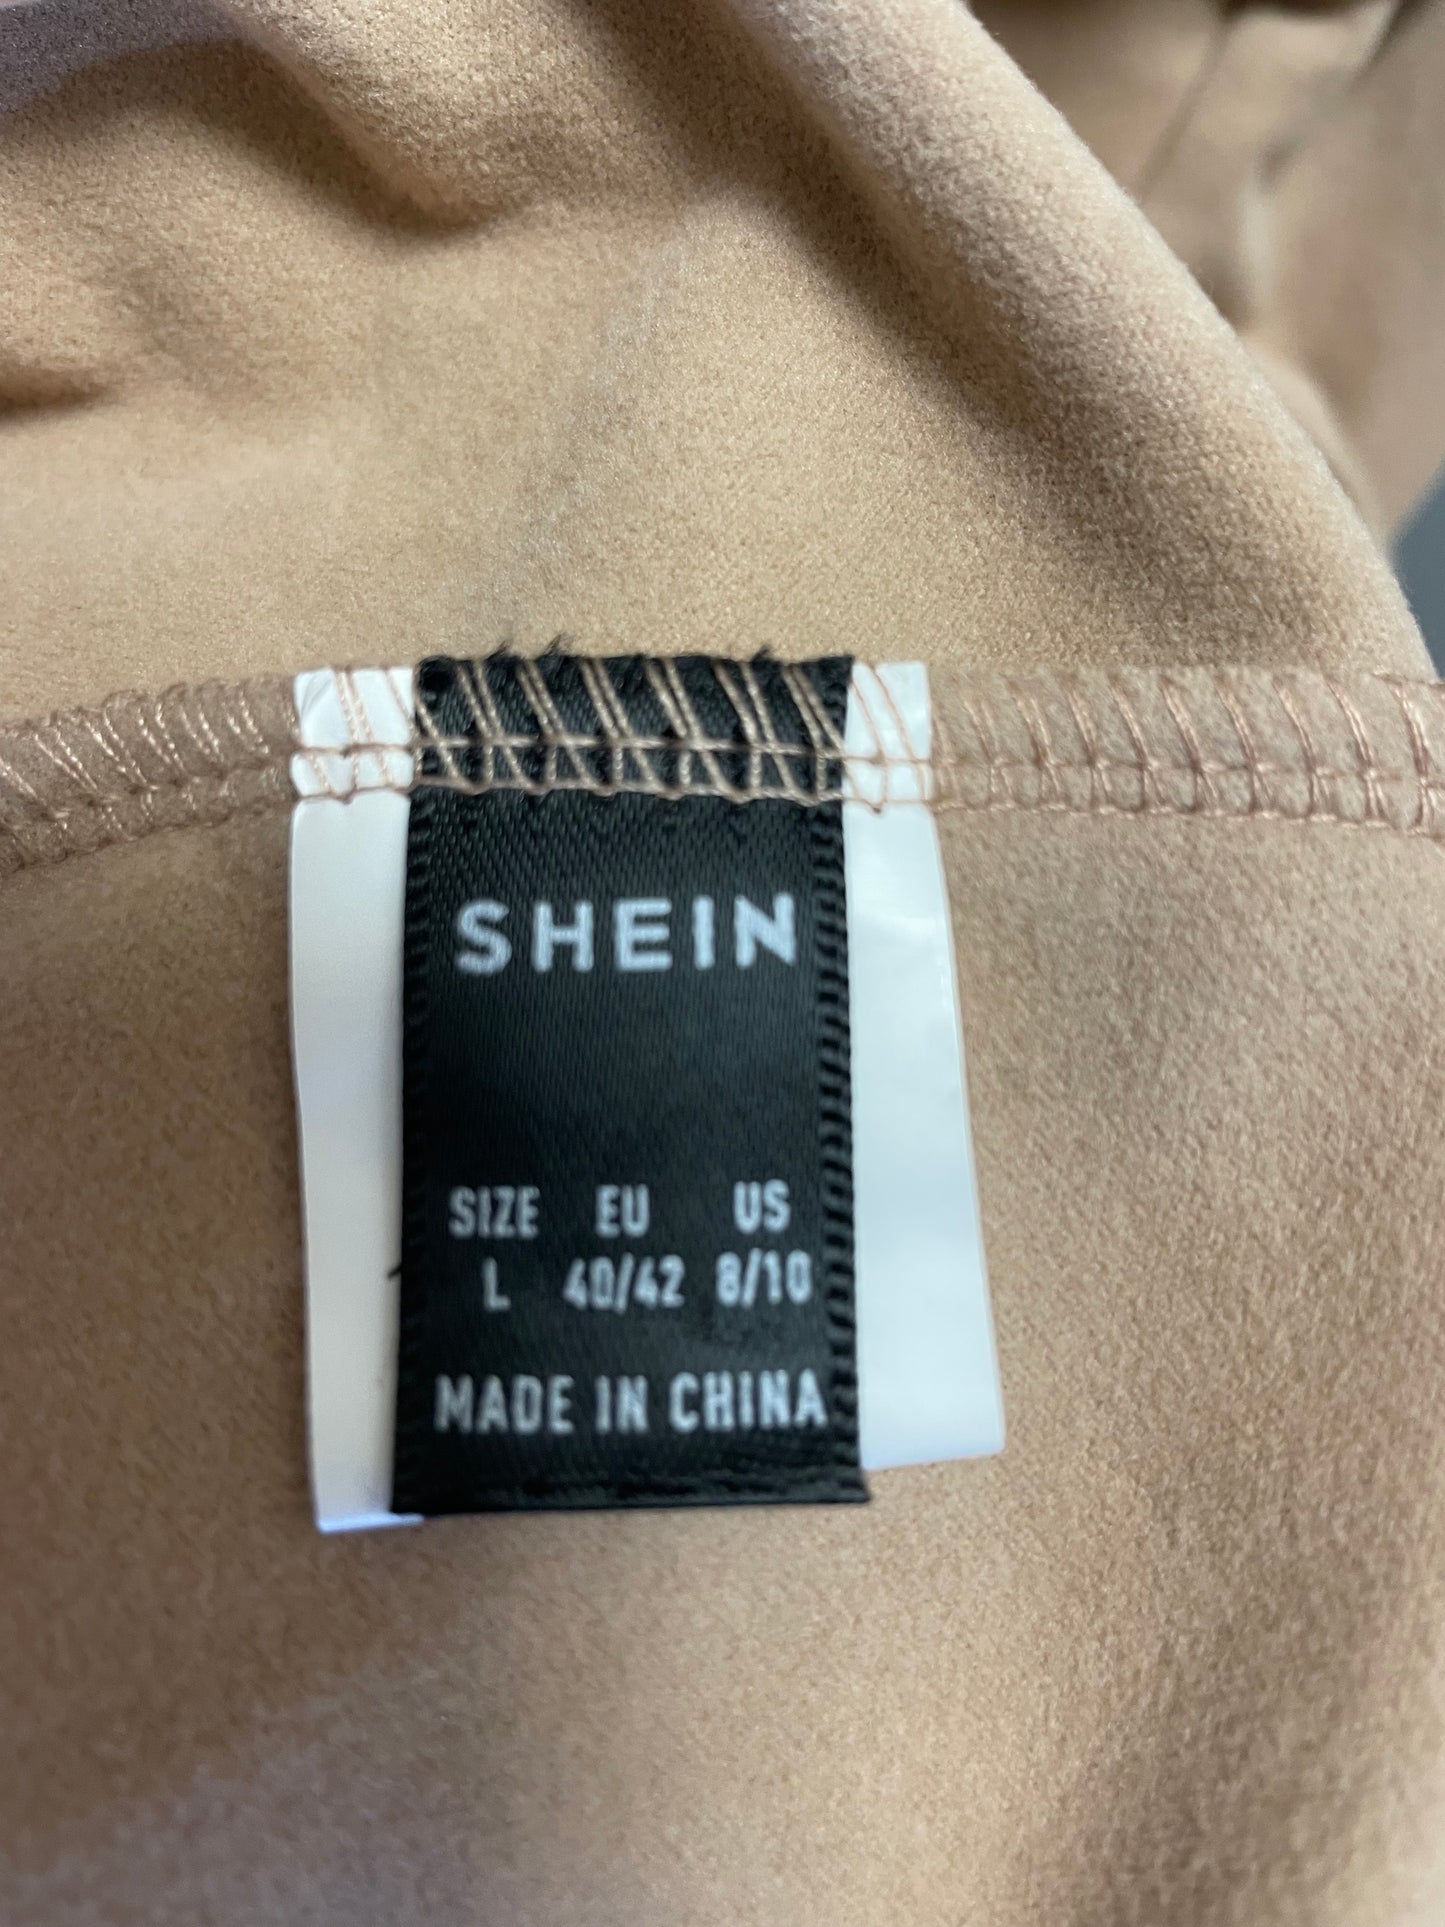 SHEIN
SIZE EU US
L 40/42 8/10
MADE IN CHINA